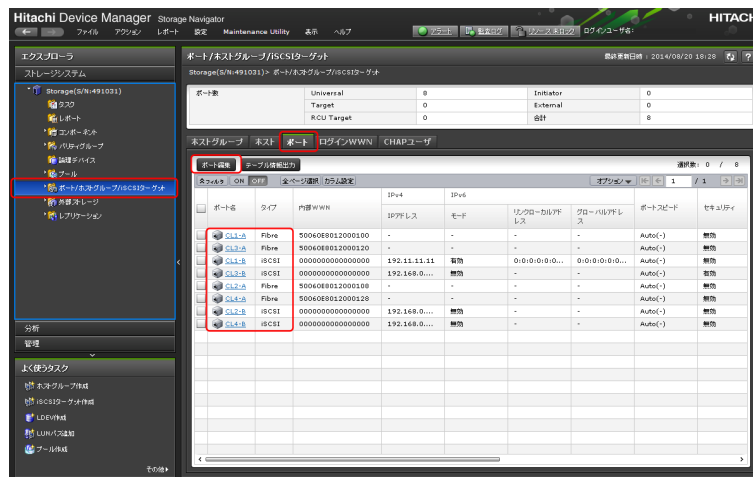 Hitachi Device Manager Storage Navigator
HITACHI
ファイル アクション レポート 設定 Maintenance Utility 表示 ヘルプ
アラート 監査ログ リソース未ロック ログインユーザ名:
エクスプローラ
ストレージシステム
Storage(S/N:491031)
タスク
レポート
コンポーネント
パリティグループ
論理デバイス
プール
ポート/ホストグループ/iSCSIターゲット
外部ストレージ
レプリケーション
分析
管理
よく使うタスク
ホストグループ作成
iSCSIターゲット作成
LDEV作成
LUNパス追加
プール作成
その他
ポート/ホストグループ/iSCSIターゲット
最終更新日時 : 2014/08/20 18:28
Storage(S/N:491031)> ポート/ホストグループ/iSCSIターゲット
ポート数 Universal 8 Initiator 0
Target 0 External 0
RCU Target 0 合計 8
ホストグループ ホスト ポート ログインWWN CHAPユーザ
ポート編集 テーブル情報出力 選択数: 0 / 8
フィルタ ON OFF 全ページ選択 カラム設定 オプション 1 / 1
ポート名 タイプ 内部WWN IPv4 IPv6 ポートスピード セキュリティ
IPアドレス モード リンクローカルアドレス グローバルアドレス
CL1-A Fibre 50060E8012000100 - - - - Auto(-) 無効
CL3-A Fibre 50060E8012000120 - - - - Auto(-) 無効
CL1-B iSCSI 0000000000000000 192.11.11.11 有効 0:0:0:0:0... 0:0:0:0:0... Auto(-) 無効
CL3-B iSCSI 0000000000000000 192.168.0.... 無効 - - Auto(-) 有効
CL2-A Fibre 50060E8012000108 - - - - Auto(-) 無効
CL4-A Fibre 50060E8012000128 - - - - Auto(-) 無効
CL2-B iSCSI 0000000000000000 192.168.0.... 無効 - - Auto(-) 無効
CL4-B iSCSI 0000000000000000 192.168.0.... 無効 - - Auto(-) 無効